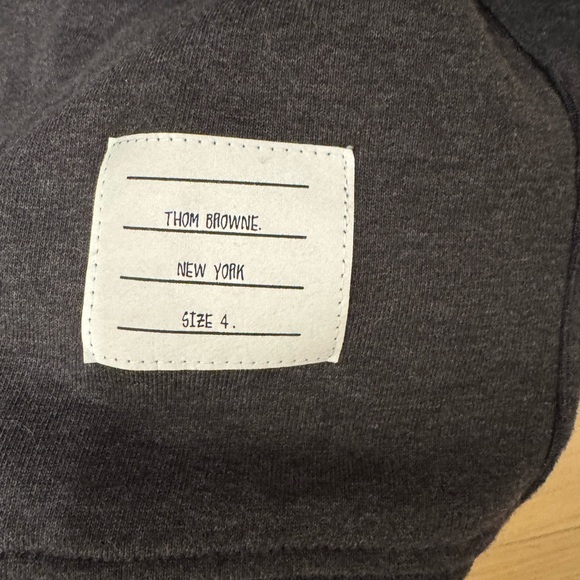 THOM BROWNE.
NEW YORK
SIZE 4.